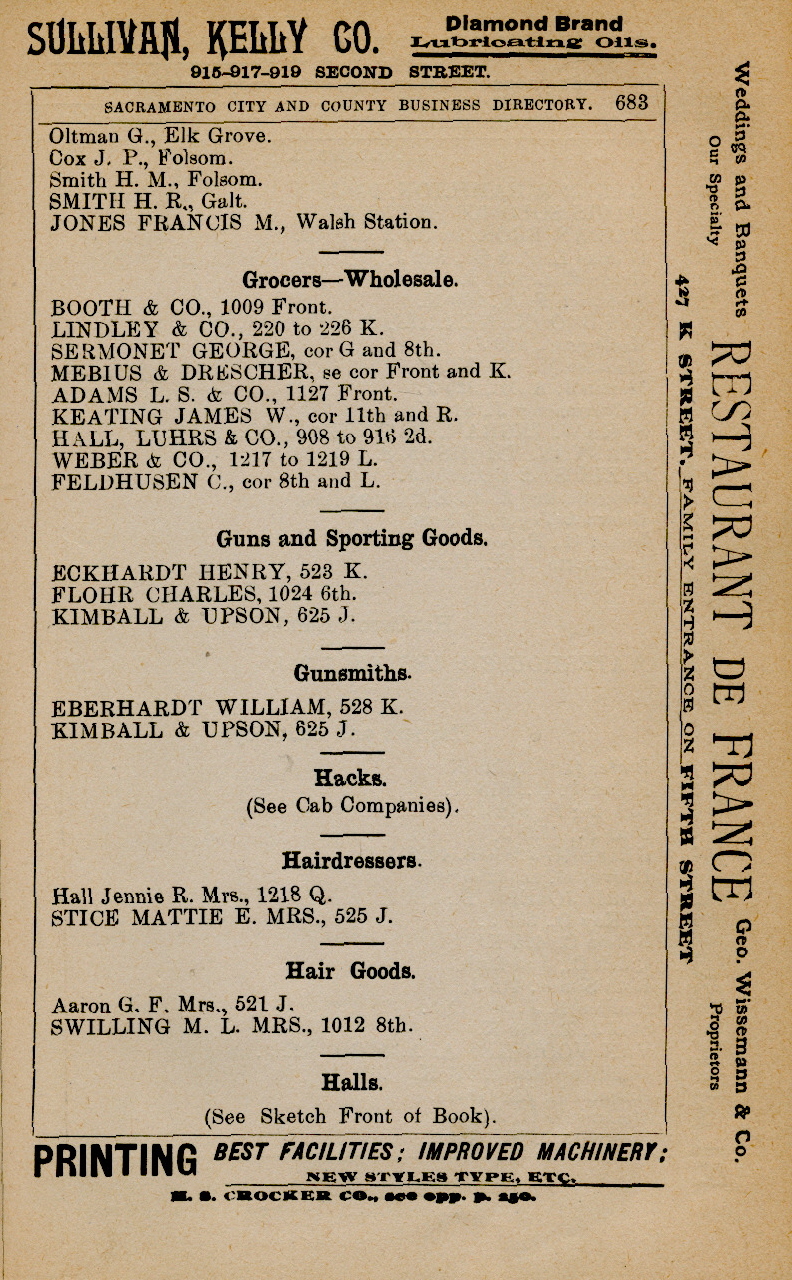 SULLIVAN, KELLY CO.
Diamond Brand
Lubricating Oils.
915-917-919 SECOND STREET.
SACRAMENTO CITY AND COUNTY BUSINESS DIRECTORY. 683
Oltman G., Elk Grove.
Cox J. P., Folsom.
Smith H. M., Folsom.
SMITH H. R., Galt.
JONES FRANCIS M., Walsh Station.
Grocers—Wholesale.
BOOTH & CO., 1009 Front.
LINDLEY & CO., 220 to 226 K.
SERMONET GEORGE, cor G and 8th.
MEBIUS & DRESCHER, se cor Front and K.
ADAMS L. S. & CO., 1127 Front.
KEATING JAMES W., cor 11th and R.
HALL, LUHRS & CO., 908 to 916 2d.
WEBER & CO., 1217 to 1219 L.
FELDHUSEN C., cor 8th and L.
Guns and Sporting Goods.
ECKHARDT HENRY, 523 K.
FLOHR CHARLES, 1024 6th.
KIMBALL & UPSON, 625 J.
Gunsmiths.
EBERHARDT WILLIAM, 528 K.
KIMBALL & UPSON, 625 J.
Hacks.
(See Cab Companies).
Hairdressers.
Hall Jennie R. Mrs., 1218 Q.
STICE MATTIE E. MRS., 525 J.
Hair Goods.
Aaron G. F. Mrs., 521 J.
SWILLING M. L. MRS., 1012 8th.
Halls.
(See Sketch Front of Book).
PRINTING BEST FACILITIES; IMPROVED MACHINERY;
NEW STYLES TYPE, ETC.
H. S. CROCKER CO., see opp. p. 250.
Weddings and Banquets
Our Specialty
RESTAURANT DE FRANCE
Geo. Wissemann & Co.
Proprietors
427 K STREET. FAMILY ENTRANCE ON FIFTH STREET